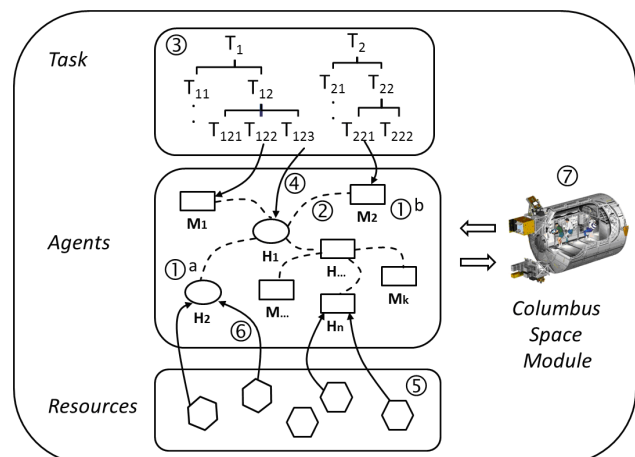 Task
③
T1
T2
T11
T12
T21
T22
T121
T122
T123
T221
T222
Agents
④
②
①b
M1
M2
H1
①a
H...
H2
M...
Mk
Hn
⑥
⑦
Columbus
Space
Module
Resources
⑤